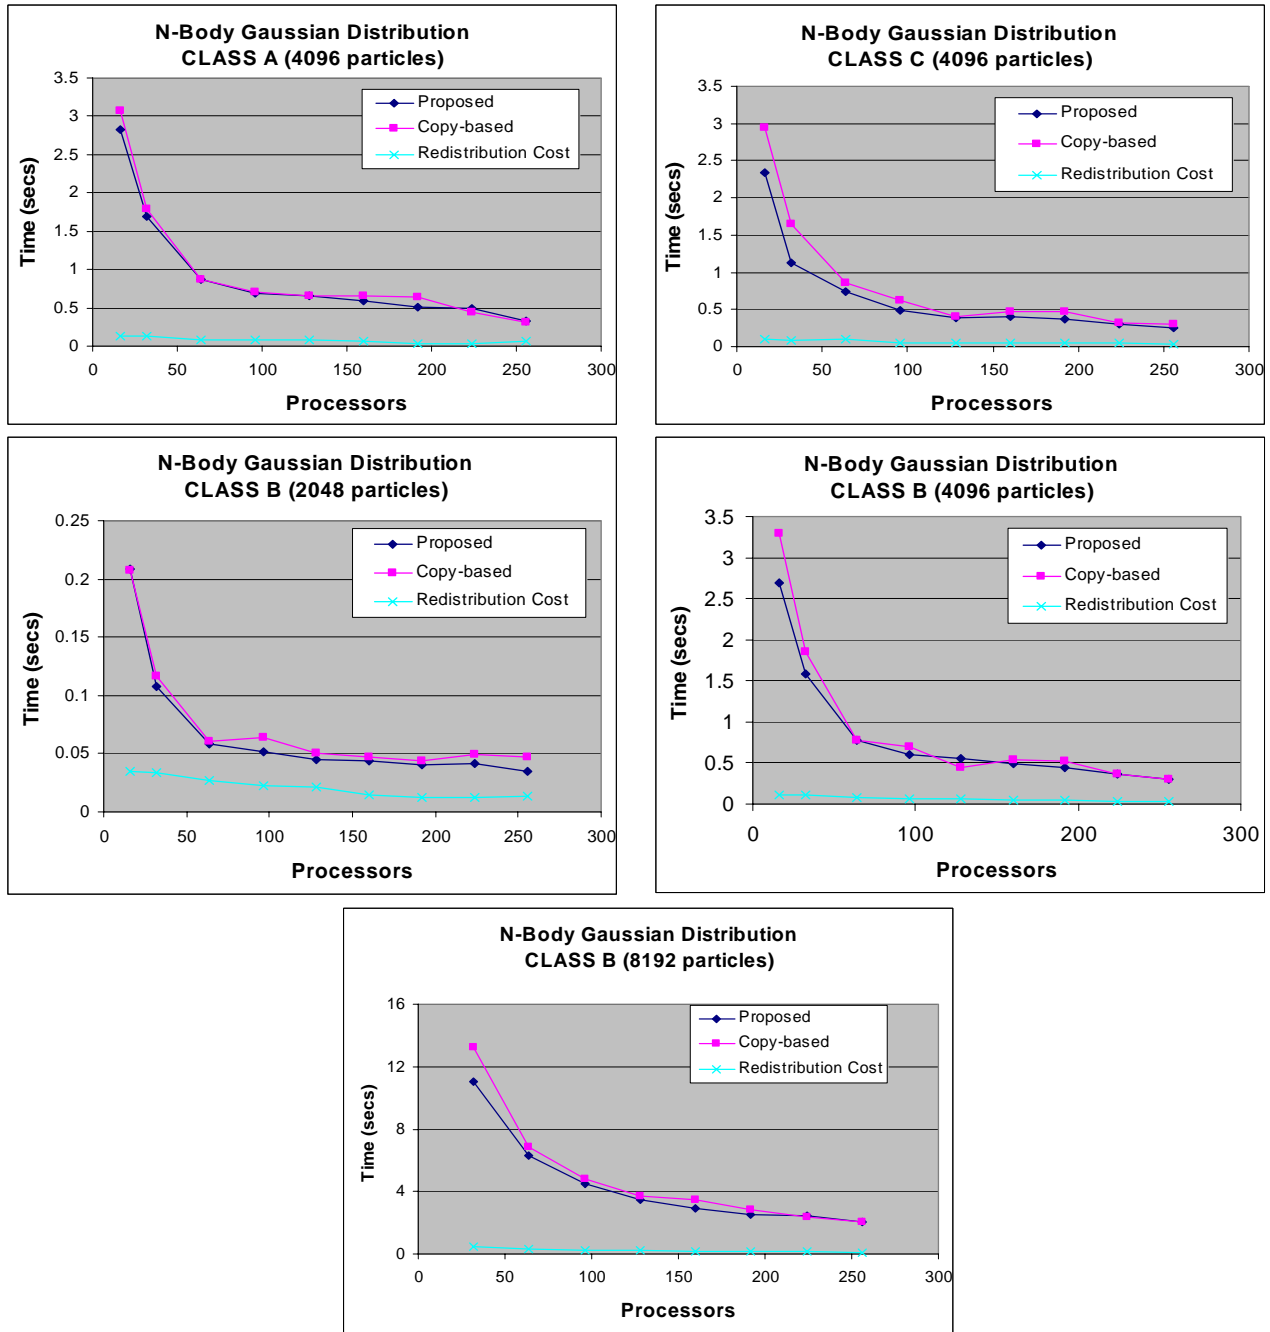 N-Body Gaussian Distribution
CLASS A (4096 particles)
3.5
3
2.5
2
1.5
1
0.5
0
Time (secs)
Proposed
Copy-based
Redistribution Cost
0 50 100 150 200 250 300
Processors
N-Body Gaussian Distribution
CLASS C (4096 particles)
3.5
3
2.5
2
1.5
1
0.5
0
Time (secs)
Proposed
Copy-based
Redistribution Cost
0 50 100 150 200 250 300
Processors
N-Body Gaussian Distribution
CLASS B (2048 particles)
0.25
0.2
0.15
0.1
0.05
0
Time (secs)
Proposed
Copy-based
Redistribution Cost
0 50 100 150 200 250 300
Processors
N-Body Gaussian Distribution
CLASS B (4096 particles)
3.5
3
2.5
2
1.5
1
0.5
0
Time (secs)
Proposed
Copy-based
Redistribution Cost
0 100 200 300
Processors
N-Body Gaussian Distribution
CLASS B (8192 particles)
16
12
8
4
0
Time (secs)
Proposed
Copy-based
Redistribution Cost
0 50 100 150 200 250 300
Processors